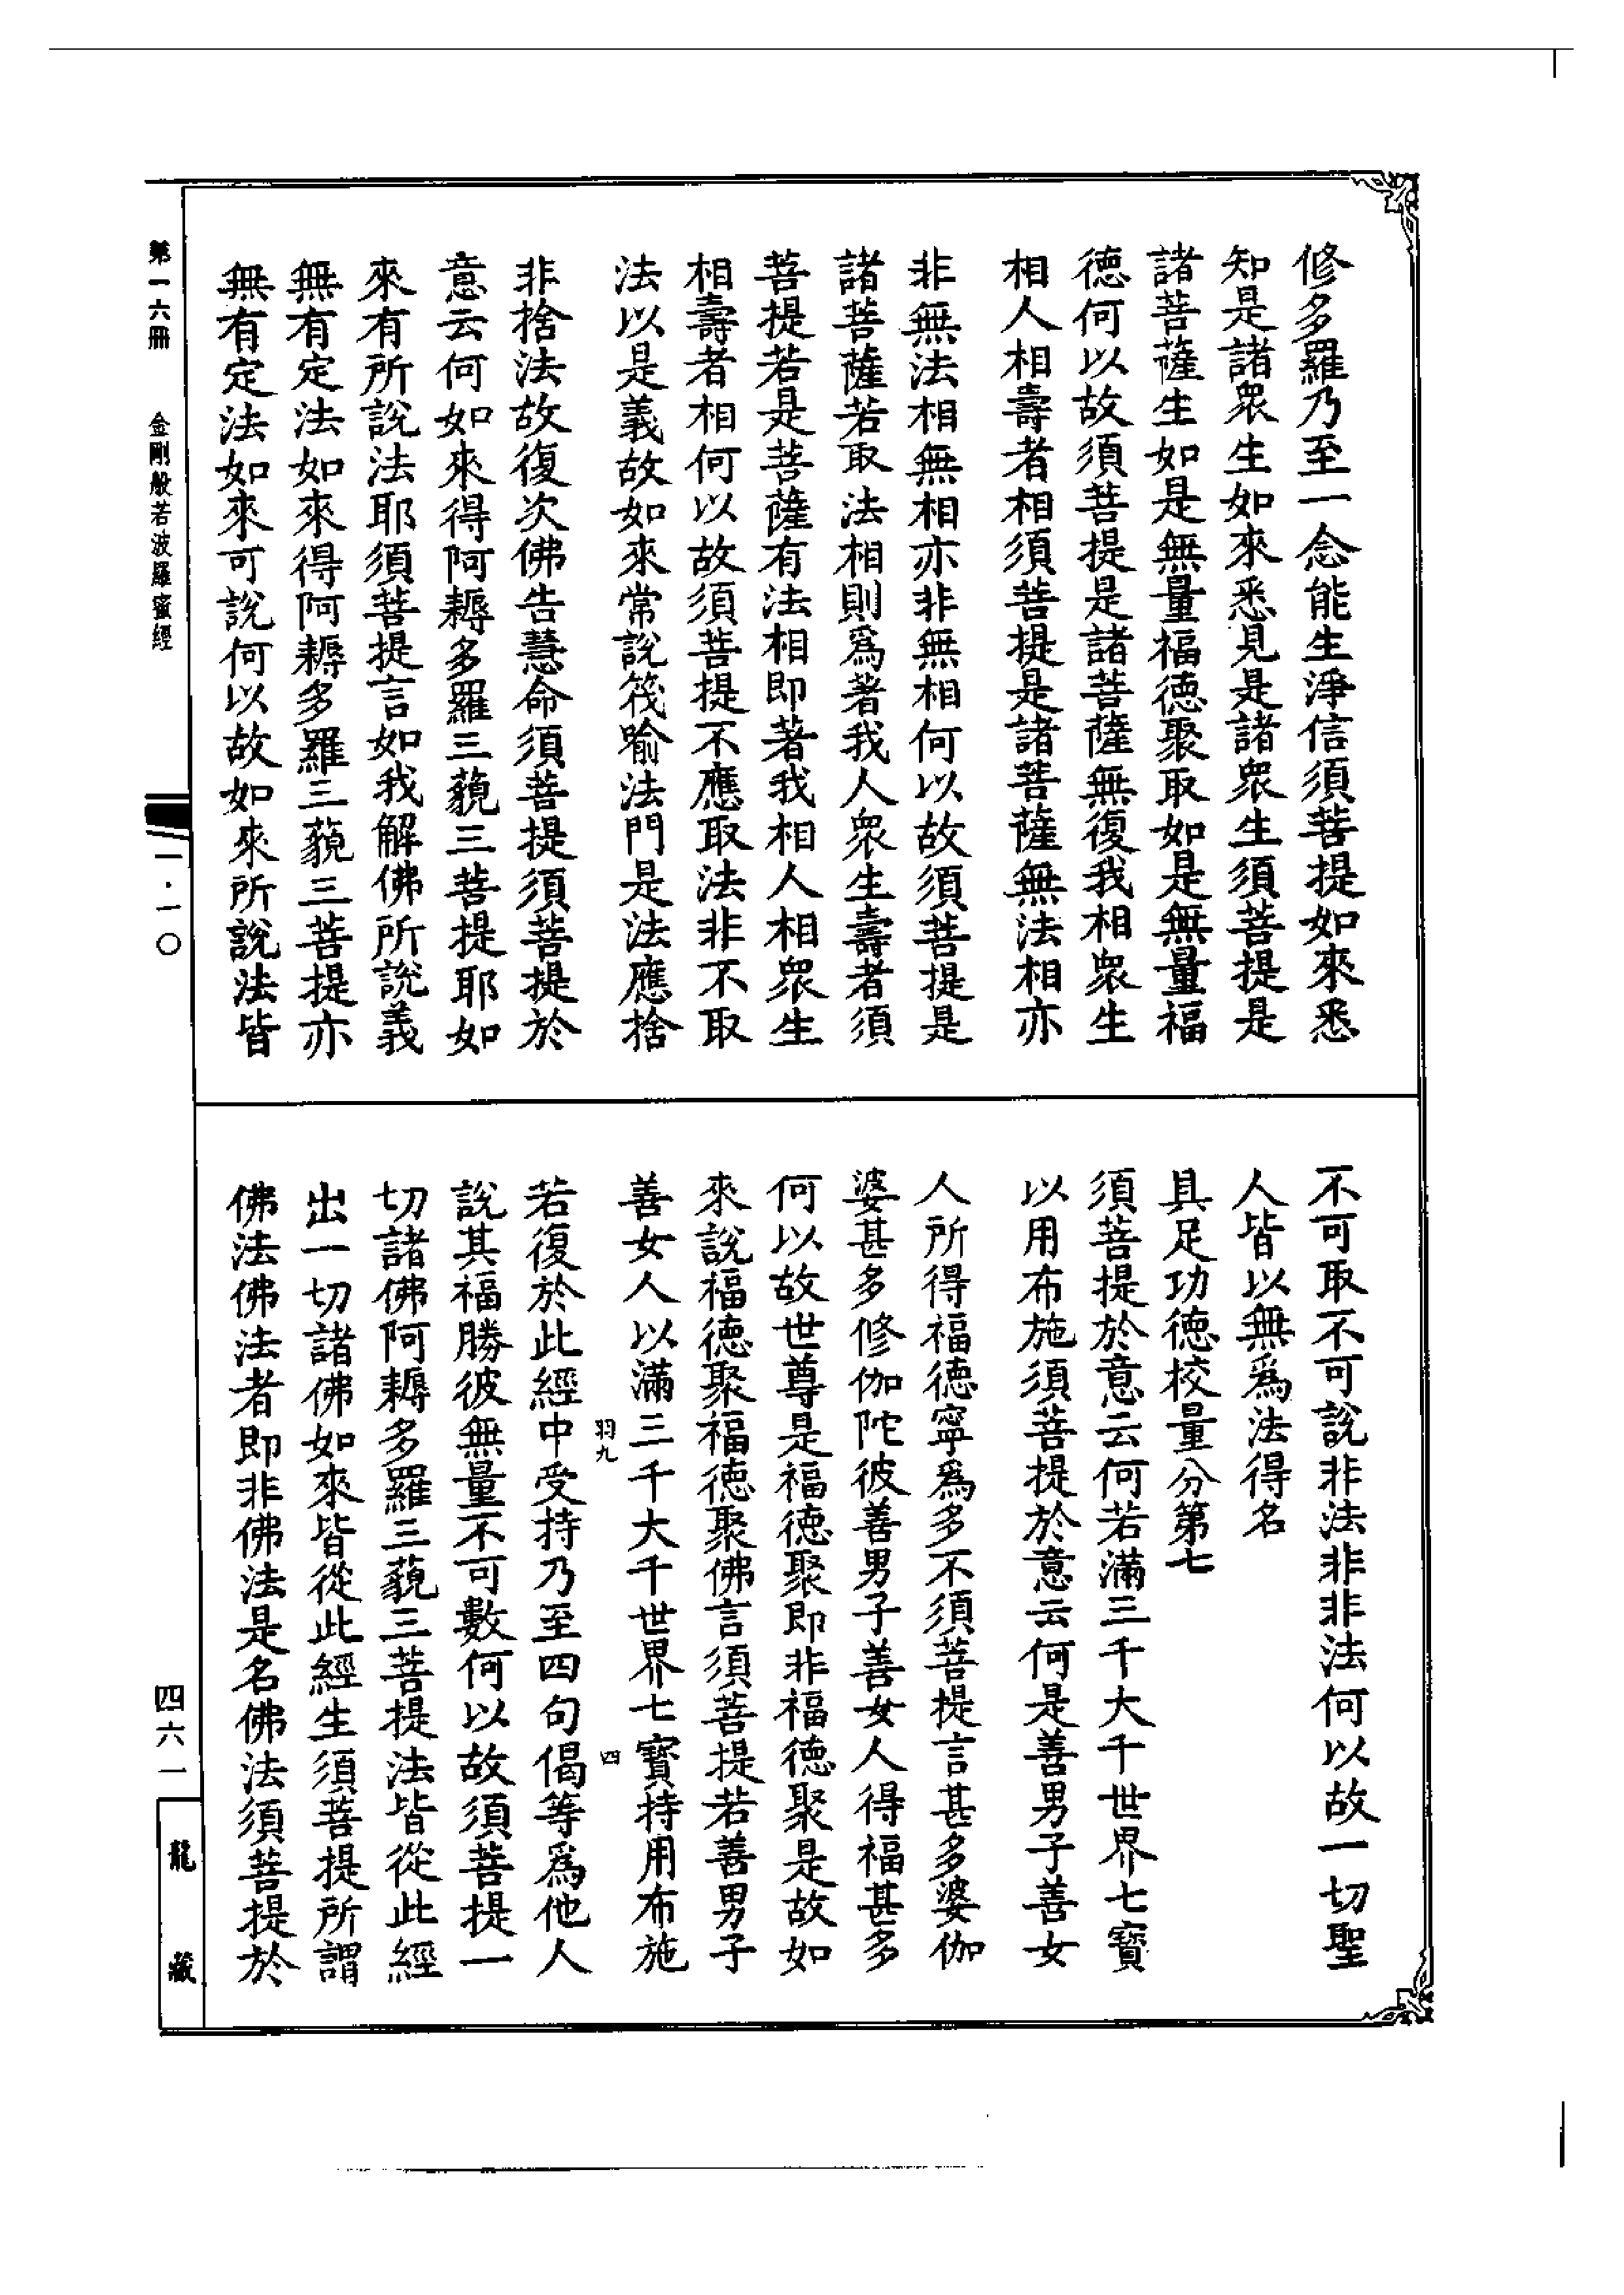 修多羅乃至一念能生淨信須菩提如來悉
知是諸衆生如來悉見是諸衆生須菩提是
諸菩薩生如是無量福德聚取如是無量福
德何以故須菩提是諸菩薩無復我相衆生
相人相壽者相須菩提是諸菩薩無法相亦
非無法相無相亦非無相何以故須菩提是
諸菩薩若取法相則爲著我人衆生壽者須
菩提若是菩薩有法相即著我相人相衆生
相壽者相何以故須菩提不應取法非不取
法以是義故如來常說筏喻法門是法應捨
非捨法故復次佛告慧命須菩提須菩提於
意云何如來得阿耨多羅三藐三菩提耶如
來有所說法耶須菩提言如我解佛所說義
無有定法如來得阿耨多羅三藐三菩提亦
無有定法如來可說何以故如來所說法皆
不可取不可說非法非非法何以故一切聖
人皆以無爲法得名
具足功德校量分第七
須菩提於意云何若滿三千大千世界七寶
以用布施須菩提於意云何是善男子善女
人所得福德寧爲多不須菩提言甚多婆伽
婆甚多修伽陀彼善男子善女人得福甚多
何以故世尊是福德聚即非福德聚是故如
來說福德聚福德聚佛言須菩提若善男子
善女人以滿三千大千世界七寶持用布施
羽九
四
若復於此經中受持乃至四句偈等爲他人
說其福勝彼無量不可數何以故須菩提一
切諸佛阿耨多羅三藐三菩提法皆從此經
出一切諸佛如來皆從此經生須菩提所謂
佛法佛法者即非佛法是名佛法須菩提於
第一六冊　金剛般若波羅蜜經
一·一〇
四六一
龍藏